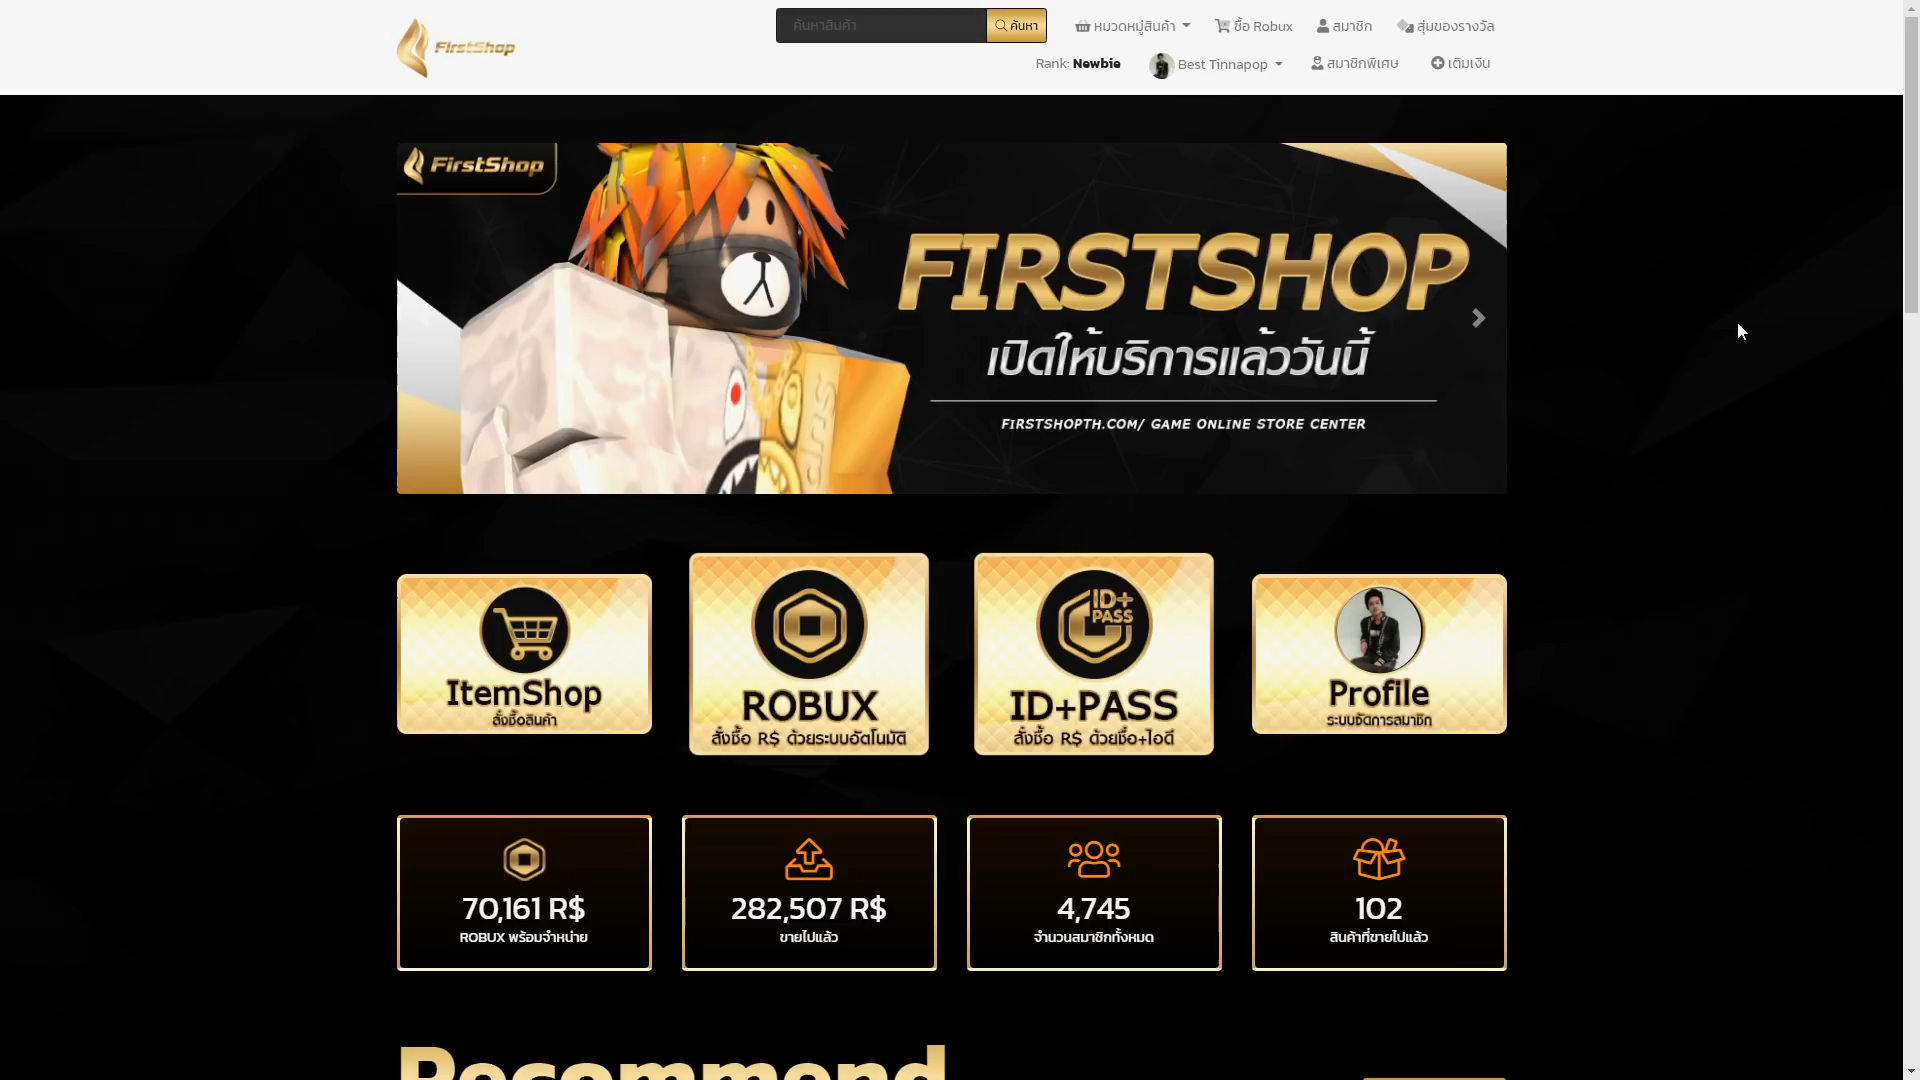 FirstShop
ค้นหาสินค้า
ค้นหา
หมวดหมู่สินค้า
ซื้อ Robux
สมาชิก
สุ่มของรางวัล
Rank: Newbie
Best Tinnapop
สมาชิกพิเศษ
เติมเงิน
FirstShop
FIRSTSHOP
เปิดให้บริการแล้ววันนี้
FIRSTSHOPTH.COM/ GAME ONLINE STORE CENTER
ItemShop
สั่งซื้อสินค้า
ROBUX
สั่งซื้อ R$ ด้วยระบบอัตโนมัติ
ID+
PASS
ID+PASS
สั่งซื้อ R$ ด้วยชื่อ+ไอดี
Profile
ระบบจัดการสมาชิก
70,161 R$
ROBUX พร้อมจำหน่าย
282,507 R$
ขายไปแล้ว
4,745
จำนวนสมาชิกทั้งหมด
102
สินค้าที่ขายไปแล้ว
Recommend